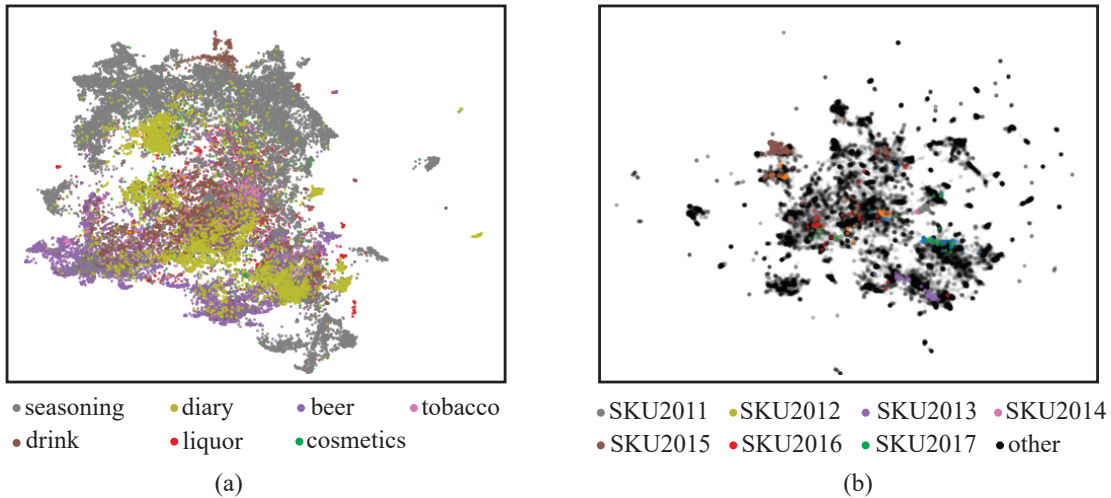 seasoning diary beer tobacco
drink liquor cosmetics
(a)
SKU2011 SKU2012 SKU2013 SKU2014
SKU2015 SKU2016 SKU2017 other
(b)